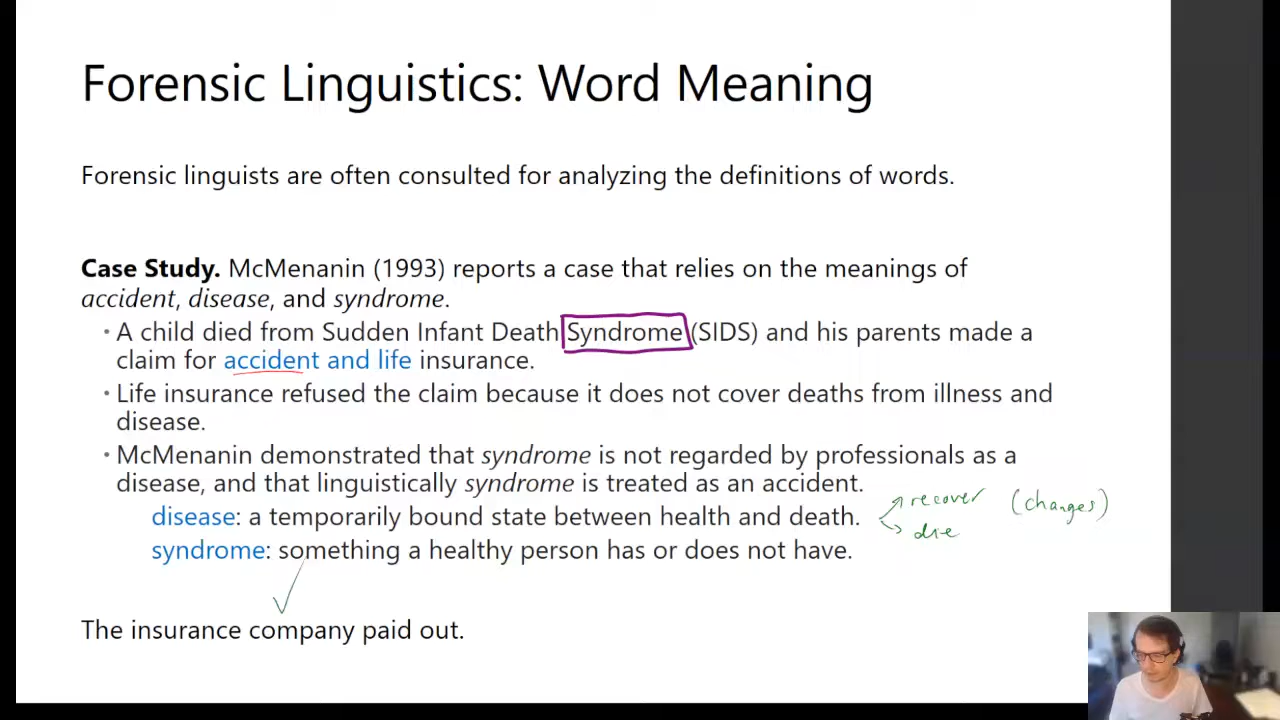 Forensic Linguistics: Word Meaning
Forensic linguists are often consulted for analyzing the definitions of words.
Case Study. McMenanin (1993) reports a case that relies on the meanings of
accident, disease, and syndrome.
• A child died from Sudden Infant Death Syndrome (SIDS) and his parents made a
claim for accident and life insurance.
• Life insurance refused the claim because it does not cover deaths from illness and
disease.
• McMenanin demonstrated that syndrome is not regarded by professionals as a
disease, and that linguistically syndrome is treated as an accident.
recover (changes)
disease: a temporarily bound state between health and death.
die
syndrome: something a healthy person has or does not have.
The insurance company paid out.